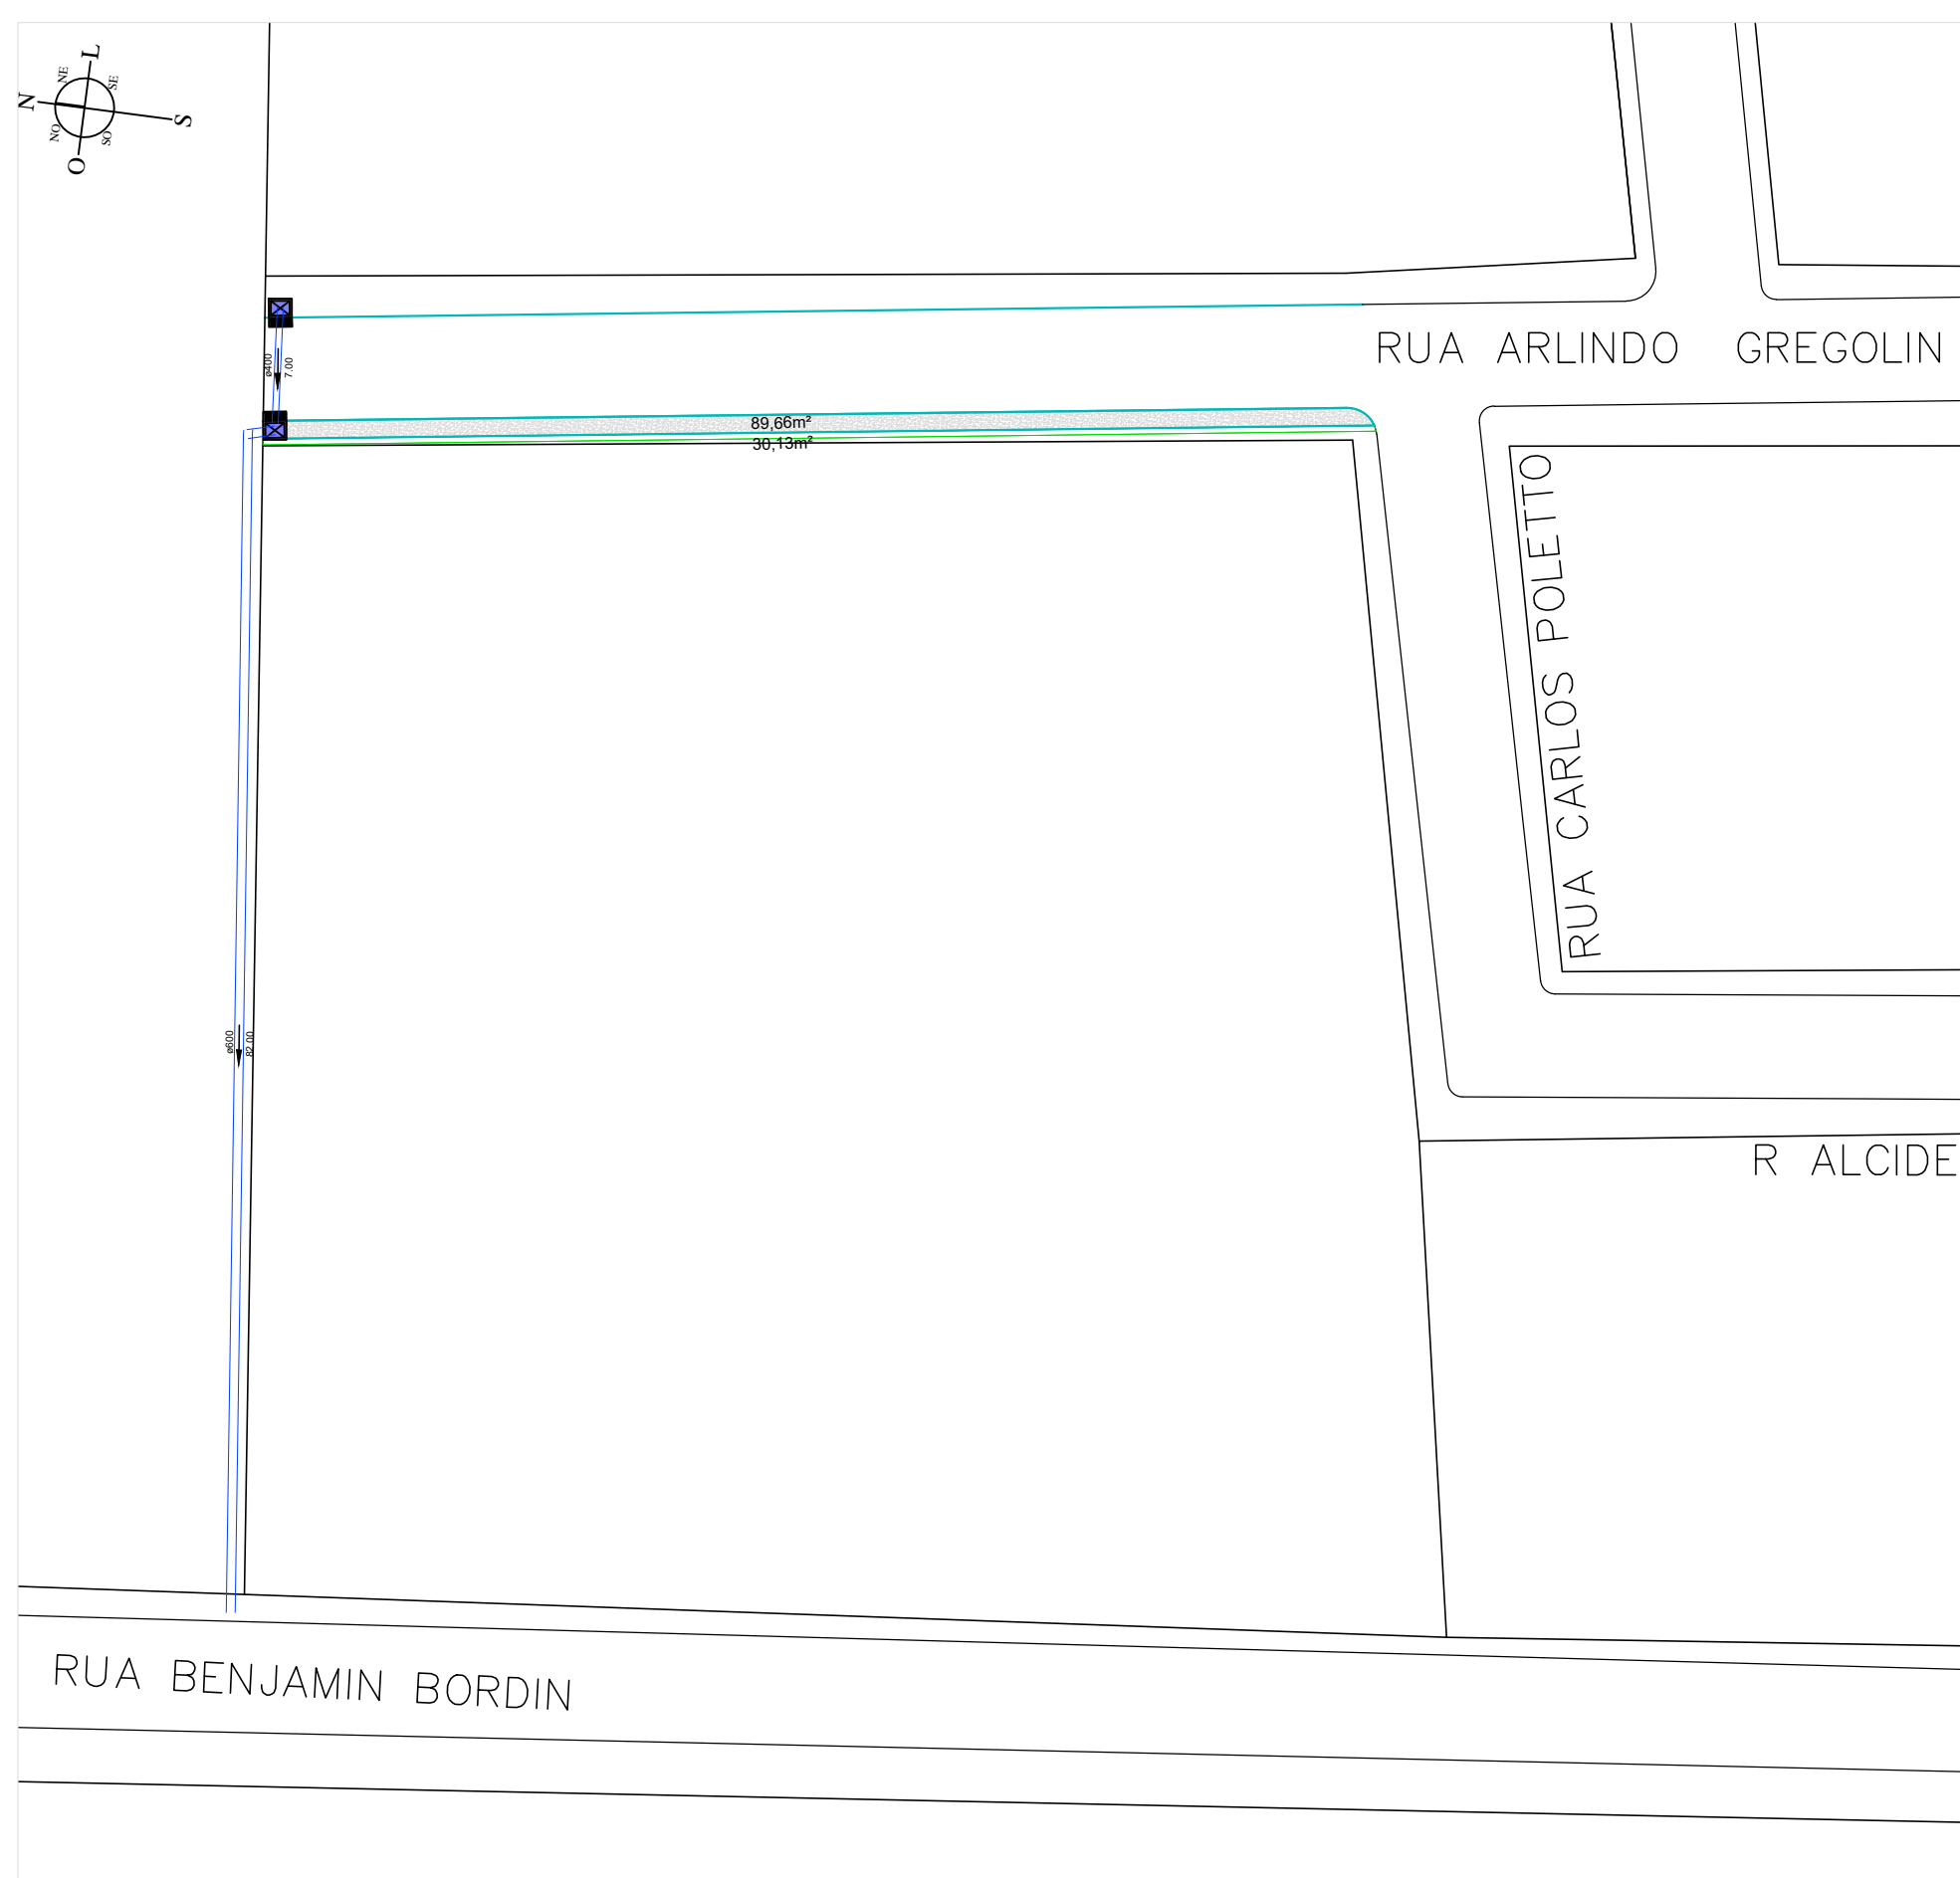 L
NE
SE
N
S
NO
SO
O
RUA ARLINDO GREGOLIN
ø400
7.00
89,66m²
30,13m²
RUA CARLOS POLETTO
ø600
82.00
R ALCIDE
RUA BENJAMIN BORDIN